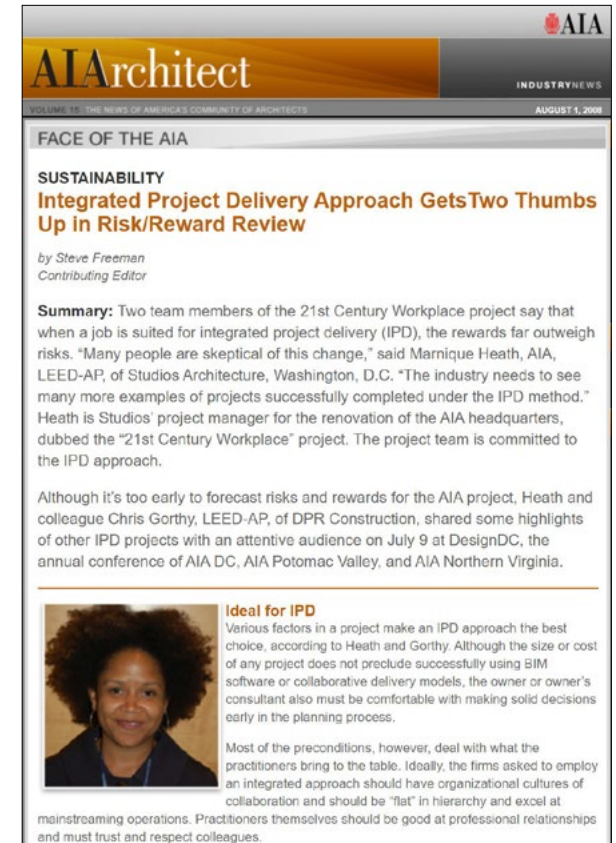 AIA
AIArchitect
INDUSTRYNEWS
VOLUME 15 THE NEWS OF AMERICA'S COMMUNITY OF ARCHITECTS
AUGUST 1, 2008
FACE OF THE AIA
SUSTAINABILITY
Integrated Project Delivery Approach GetsTwo Thumbs
Up in Risk/Reward Review
by Steve Freeman
Contributing Editor
Summary: Two team members of the 21st Century Workplace project say that
when a job is suited for integrated project delivery (IPD), the rewards far outweigh
risks. “Many people are skeptical of this change,” said Marnique Heath, AIA,
LEED-AP, of Studios Architecture, Washington, D.C. “The industry needs to see
many more examples of projects successfully completed under the IPD method.”
Heath is Studios’ project manager for the renovation of the AIA headquarters,
dubbed the “21st Century Workplace” project. The project team is committed to
the IPD approach.
Although it’s too early to forecast risks and rewards for the AIA project, Heath and
colleague Chris Gorthy, LEED-AP, of DPR Construction, shared some highlights
of other IPD projects with an attentive audience on July 9 at DesignDC, the
annual conference of AIA DC, AIA Potomac Valley, and AIA Northern Virginia.
Ideal for IPD
Various factors in a project make an IPD approach the best
choice, according to Heath and Gorthy. Although the size or cost
of any project does not preclude successfully using BIM
software or collaborative delivery models, the owner or owner’s
consultant also must be comfortable with making solid decisions
early in the planning process.
Most of the preconditions, however, deal with what the
practitioners bring to the table. Ideally, the firms asked to employ
an integrated approach should have organizational cultures of
collaboration and should be “flat” in hierarchy and excel at
mainstreaming operations. Practitioners themselves should be good at professional relationships
and must trust and respect colleagues.